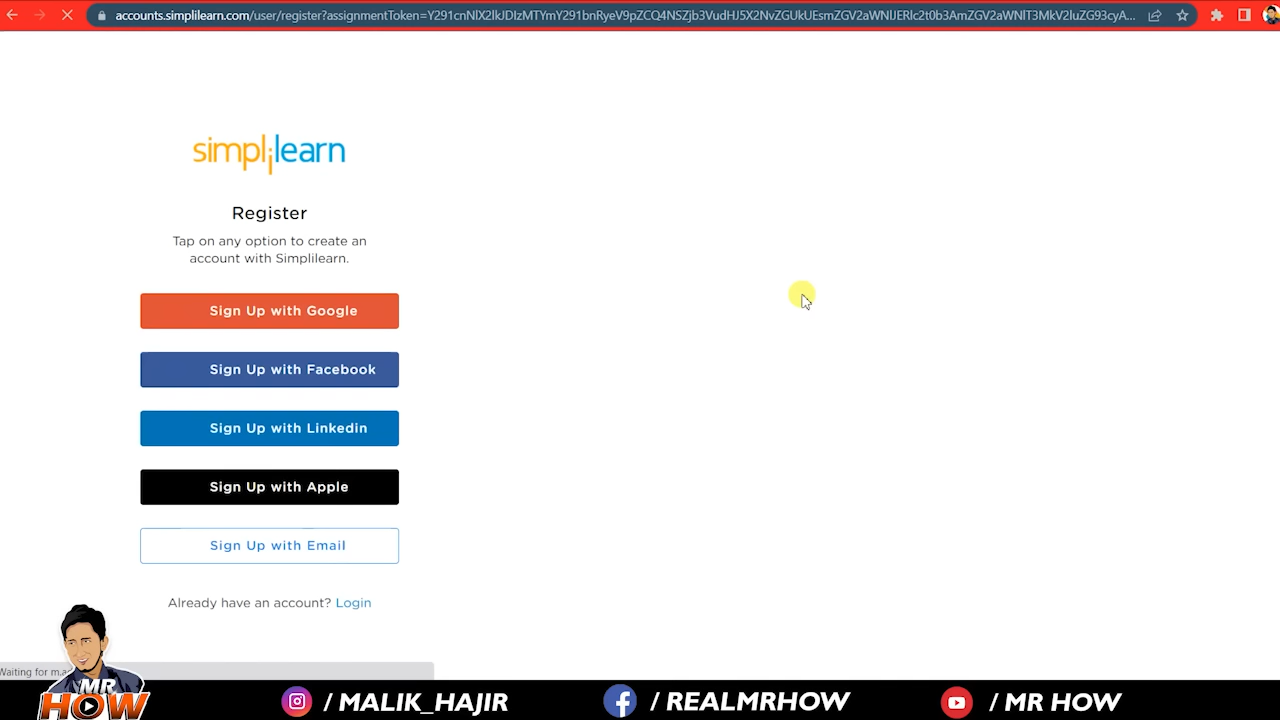 accounts.simplilearn.com/user/register?assignmentToken=
simplilearn
Register
Tap on any option to create an
account with Simplilearn.
Sign Up with Google
Sign Up with Facebook
Sign Up with Linkedin
Sign Up with Apple
Sign Up with Email
Already have an account? Login
Waiting for
MR
HOW
/ MALIK_HAJIR
/ REALMRHOW
/ MR HOW